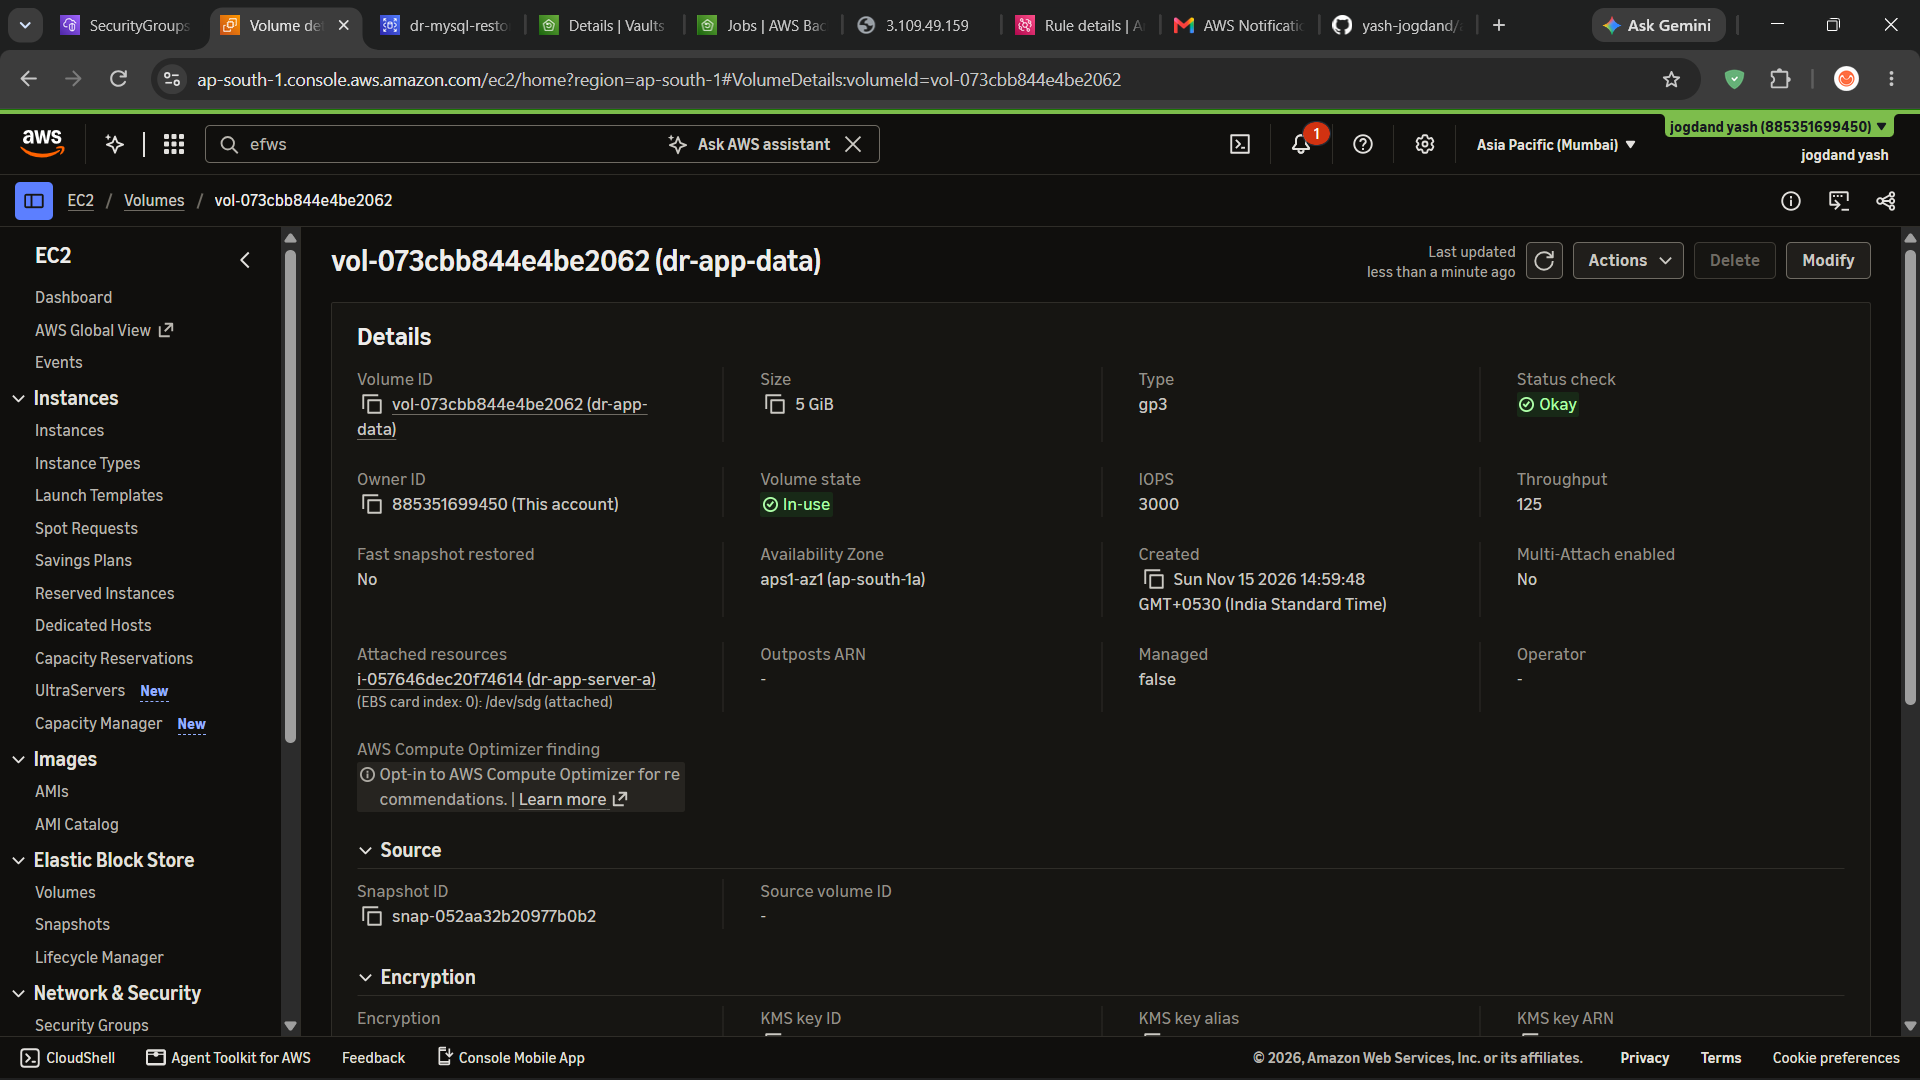 SecurityGroups
Volume de
dr-mysql-resto
Details | Vaults
Jobs | AWS Bac
3.109.49.159
Rule details | A
AWS Notificatio
yash-jogdand/
Ask Gemini
ap-south-1.console.aws.amazon.com/ec2/home?region=ap-south-1#VolumeDetails:volumeId=vol-073cbb844e4be2062
aws
efws
Ask AWS assistant
1
Asia Pacific (Mumbai)
jogdand yash (885351699450)
jogdand yash
EC2 / Volumes / vol-073cbb844e4be2062
EC2
Dashboard
AWS Global View
Events
Instances
Instances
Instance Types
Launch Templates
Spot Requests
Savings Plans
Reserved Instances
Dedicated Hosts
Capacity Reservations
UltraServers New
Capacity Manager New
Images
AMIs
AMI Catalog
Elastic Block Store
Volumes
Snapshots
Lifecycle Manager
Network & Security
Security Groups
vol-073cbb844e4be2062 (dr-app-data)
Last updated
less than a minute ago
Actions
Delete
Modify
Details
Volume ID
vol-073cbb844e4be2062 (dr-app-
data)
Size
5 GiB
Type
gp3
Status check
Okay
Owner ID
885351699450 (This account)
Volume state
In-use
IOPS
3000
Throughput
125
Fast snapshot restored
No
Availability Zone
aps1-az1 (ap-south-1a)
Created
Sun Nov 15 2026 14:59:48
GMT+0530 (India Standard Time)
Multi-Attach enabled
No
Attached resources
i-057646dec20f74614 (dr-app-server-a)
(EBS card index: 0): /dev/sdg (attached)
Outposts ARN
-
Managed
false
Operator
-
AWS Compute Optimizer finding
Opt-in to AWS Compute Optimizer for re
commendations. | Learn more
Source
Snapshot ID
snap-052aa32b20977b0b2
Source volume ID
-
Encryption
Encryption
KMS key ID
KMS key alias
KMS key ARN
CloudShell
Agent Toolkit for AWS
Feedback
Console Mobile App
© 2026, Amazon Web Services, Inc. or its affiliates.
Privacy
Terms
Cookie preferences